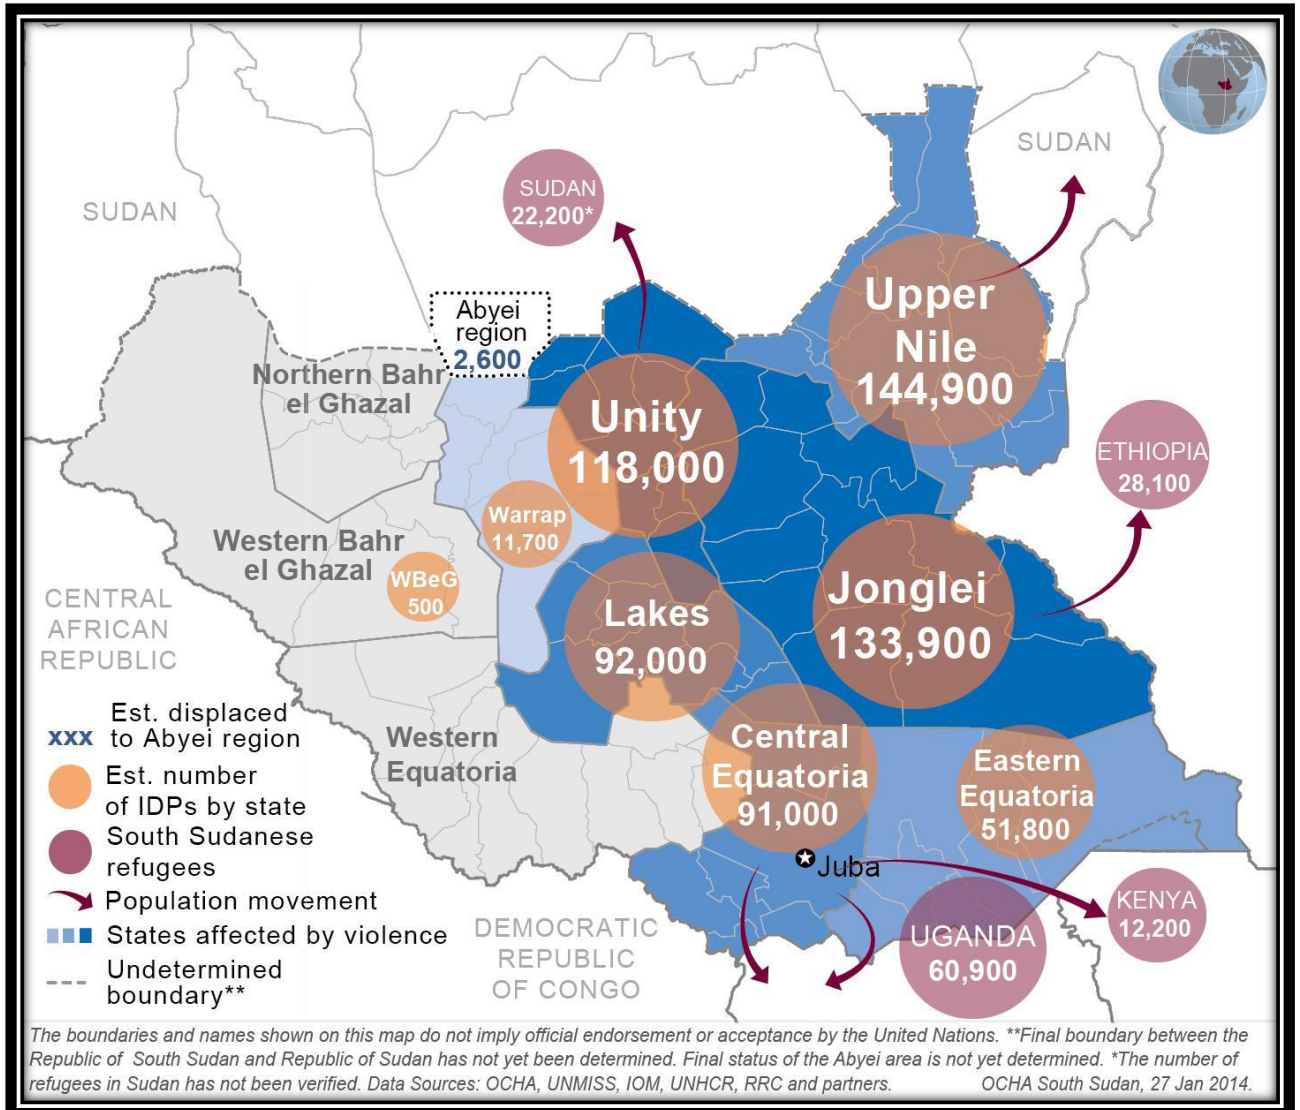 SUDAN
SUDAN
SUDAN
22,200*
Abyei
region
2,600
Upper
Nile
144,900
Northern Bahr
el Ghazal
Unity
118,000
ETHIOPIA
28,100
Warrap
11,700
Western Bahr
el Ghazal
WBeG
500
Jonglei
133,900
Lakes
92,000
CENTRAL
AFRICAN
REPUBLIC
Western
Equatoria
Central
Equatoria
91,000
Eastern
Equatoria
51,800
Juba
KENYA
12,200
UGANDA
60,900
DEMOCRATIC
REPUBLIC
OF CONGO
xxx Est. displaced
to Abyei region
Est. number
of IDPs by state
South Sudanese
refugees
Population movement
States affected by violence
Undetermined
boundary**
The boundaries and names shown on this map do not imply official endorsement or acceptance by the United Nations. **Final boundary between the
Republic of South Sudan and Republic of Sudan has not yet been determined. Final status of the Abyei area is not yet determined. *The number of
refugees in Sudan has not been verified. Data Sources: OCHA, UNMISS, IOM, UNHCR, RRC and partners. OCHA South Sudan, 27 Jan 2014.